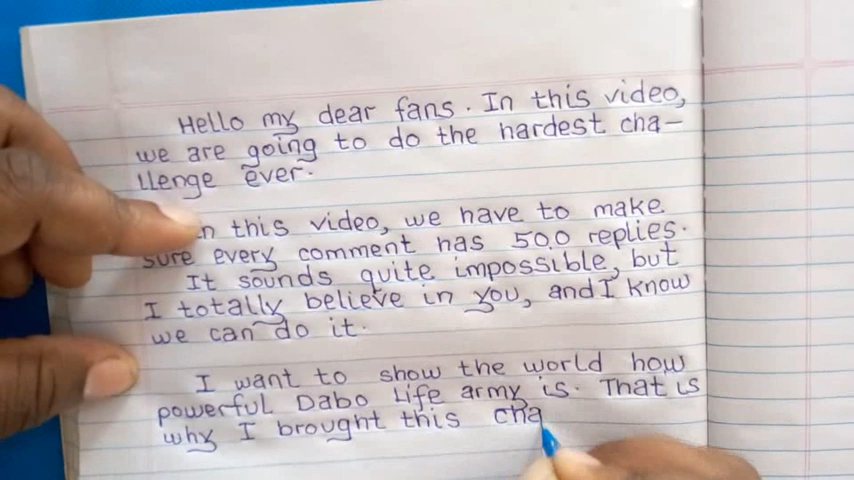 Hello my dear fans. In this video,
we are going to do the hardest cha-
llenge ever.
n this video, we have to make
sure every comment has 500 replies.
It sounds quite impossible, but
I totally believe in you, and I know
we can do it.
I want to show the world how
powerful Dabo Life army is. That is
why I brought this cha